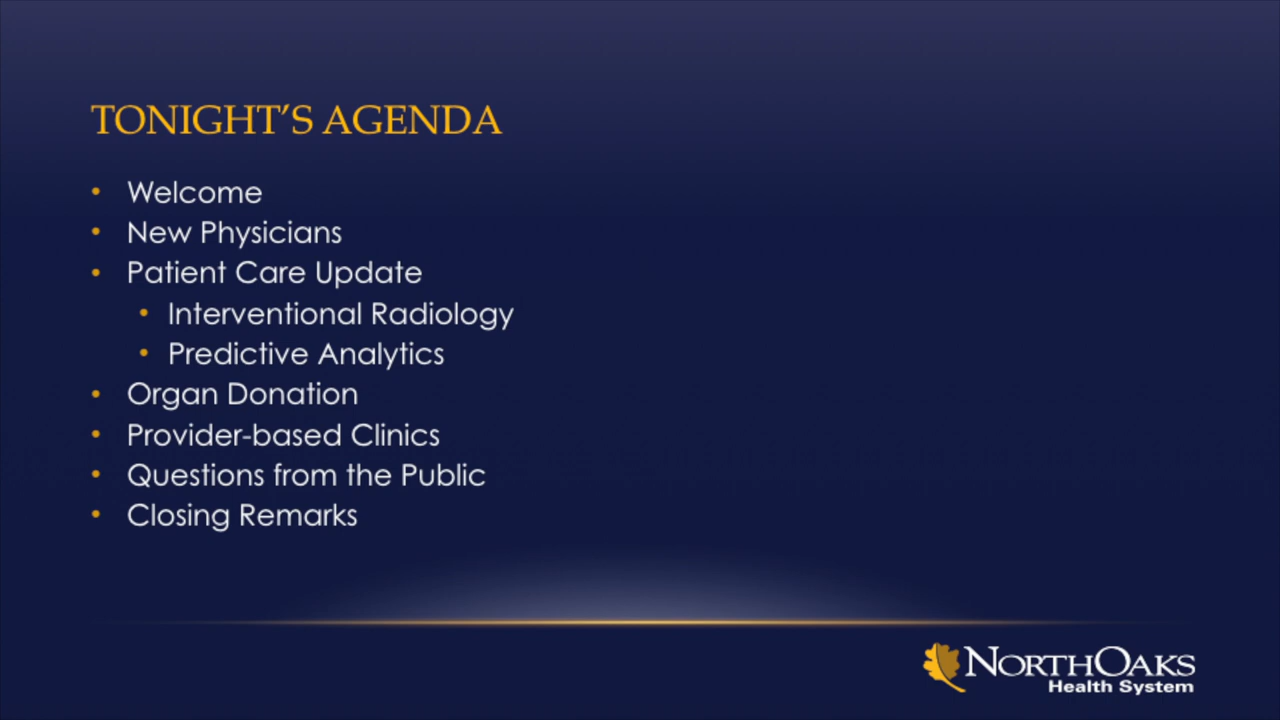 TONIGHT'S AGENDA
• Welcome
• New Physicians
• Patient Care Update
• Interventional Radiology
• Predictive Analytics
• Organ Donation
• Provider-based Clinics
• Questions from the Public
• Closing Remarks
NORTHOAKS
Health System